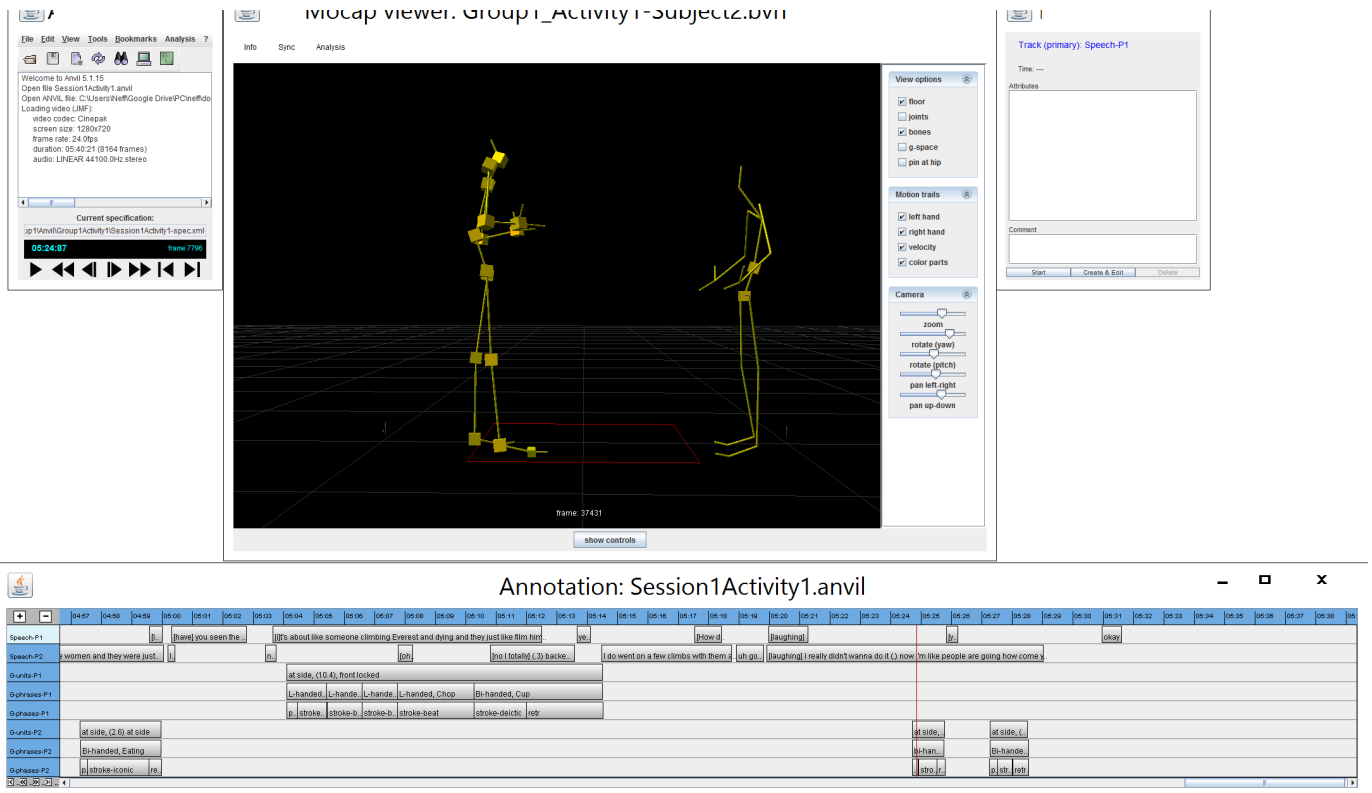 Mocap Viewer: Group1_Activity1-Subject2.bvh
File Edit View Tools Bookmarks Analysis ?
Welcome to Anvil 5.1.15
Open file Session1Activity1.anvil
Open ANVIL file: C:\Users\Neff\Google Drive\PC\neff\do
Loading video (JMF):
video codec: Cinepak
screen size: 1280x720
frame rate: 24.0fps
duration: 05:40:21 (8164 frames)
audio: LINEAR 44100.0Hz stereo
Current specification:
up1\Anvil\Group1Activity1\Session1Activity1-spec.xml
05:24:87 frame 7796
Info Sync Analysis
frame: 37431
show controls
View options
floor
joints
bones
g-space
pin at hip
Motion trails
left hand
right hand
velocity
color parts
Camera
zoom
rotate (yaw)
rotate (pitch)
pan left-right
pan up-down
Track (primary): Speech-P1
Time: ---
Attributes
Comment
Start Create & Edit Delete
Annotation: Session1Activity1.anvil
04:57 04:58 04:59 05:00 05:01 05:02 05:03 05:04 05:05 05:06 05:07 05:08 05:09 05:10 05:11 05:12 05:13 05:14 05:15 05:16 05:17 05:18 05:19 05:20 05:21 05:22 05:23 05:24 05:25 05:26 05:27 05:28 05:29 05:30 05:31 05:32 05:33 05:34 05:35 05:36 05:37 05:38 05:39 05:
Speech-P1 [l.. [have] you seen the .. [i]t's about like someone climbing Everest and dying and they just like film him.. ye.. [How d. [laughing] [y.. okay
Speech-P2 e women and they were just.. [.. n.. [oh. [no I totally] (.3) backe.. I do went on a few climbs with them a. uh go.. [laughing] I really didn't wanna do it (.) now I'm like people are going how come y..
G-units-P1 at side, (10.4), front locked
G-phrases-P1 L-handed.. L-hande.. L-hande.. L-handed, Chop Bi-handed, Cup
G-phases-P1 p.. stroke.. stroke-b.. stroke-b.. stroke-beat stroke-deictic retr
G-units-P2 at side, (2.6) at side at side,.. at side, (..
G-phrases-P2 Bi-handed, Eating bi-han.. Bi-hande..
G-phases-P2 p. stroke-iconic re.. stro.. r.. p. str.. retr